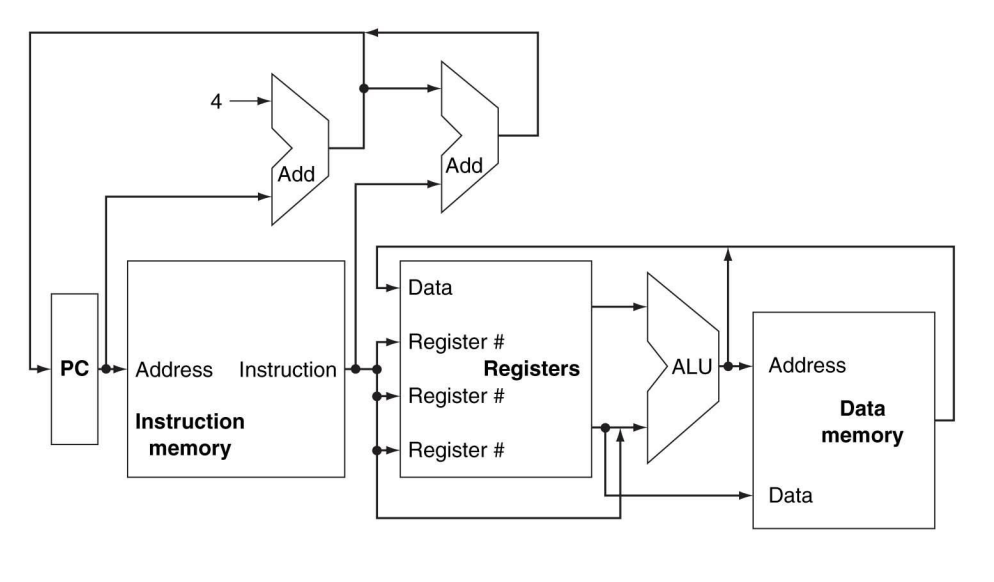 4
Add
Add
PC
Address
Instruction
Instruction
memory
Data
Register #
Registers
Register #
Register #
ALU
Address
Data
memory
Data